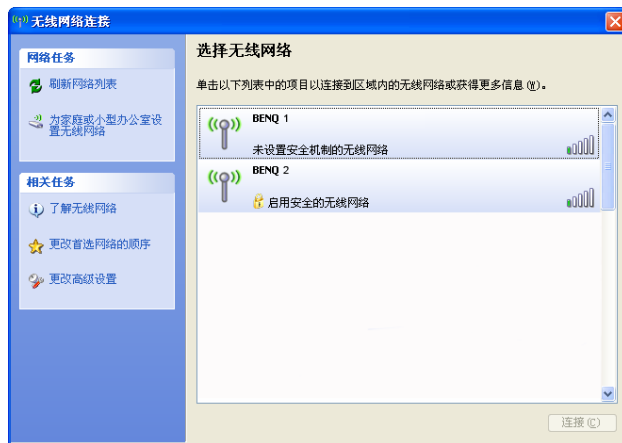 无线网络连接
网络任务
刷新网络列表
为家庭或小型办公室设
置无线网络
相关任务
了解无线网络
更改首选网络的顺序
更改高级设置
选择无线网络
单击以下列表中的项目以连接到区域内的无线网络或获得更多信息(W)。
BENQ 1
未设置安全机制的无线网络
BENQ 2
启用安全的无线网络
连接(C)